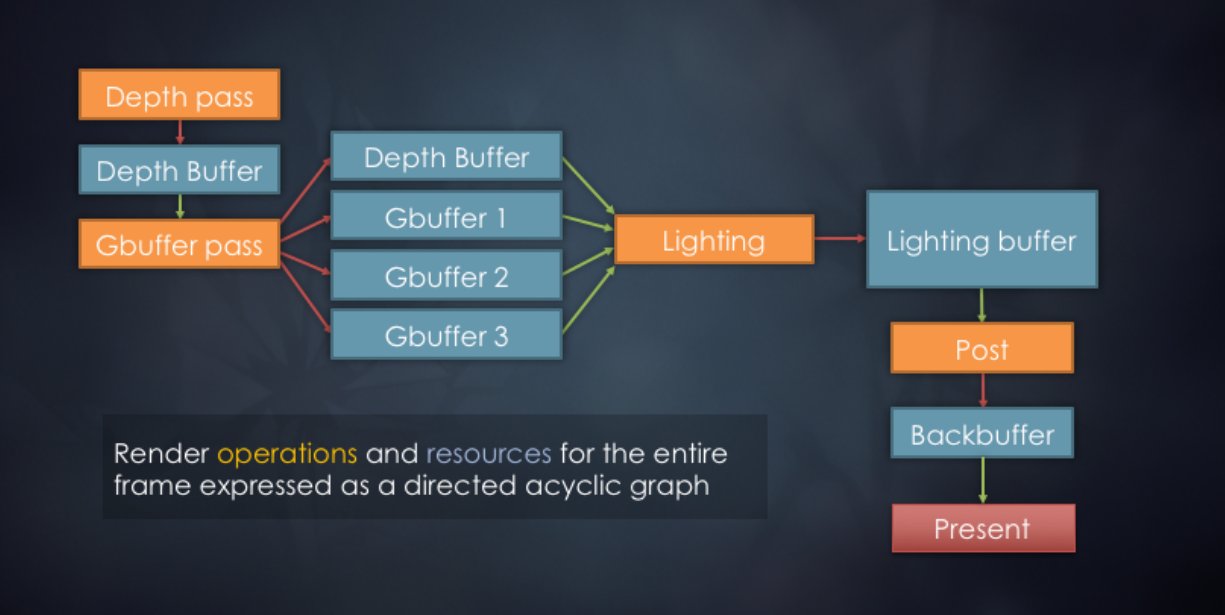 Depth pass
Depth Buffer
Gbuffer pass
Depth Buffer
Gbuffer 1
Gbuffer 2
Gbuffer 3
Lighting
Lighting buffer
Post
Backbuffer
Present
Render operations and resources for the entire
frame expressed as a directed acyclic graph